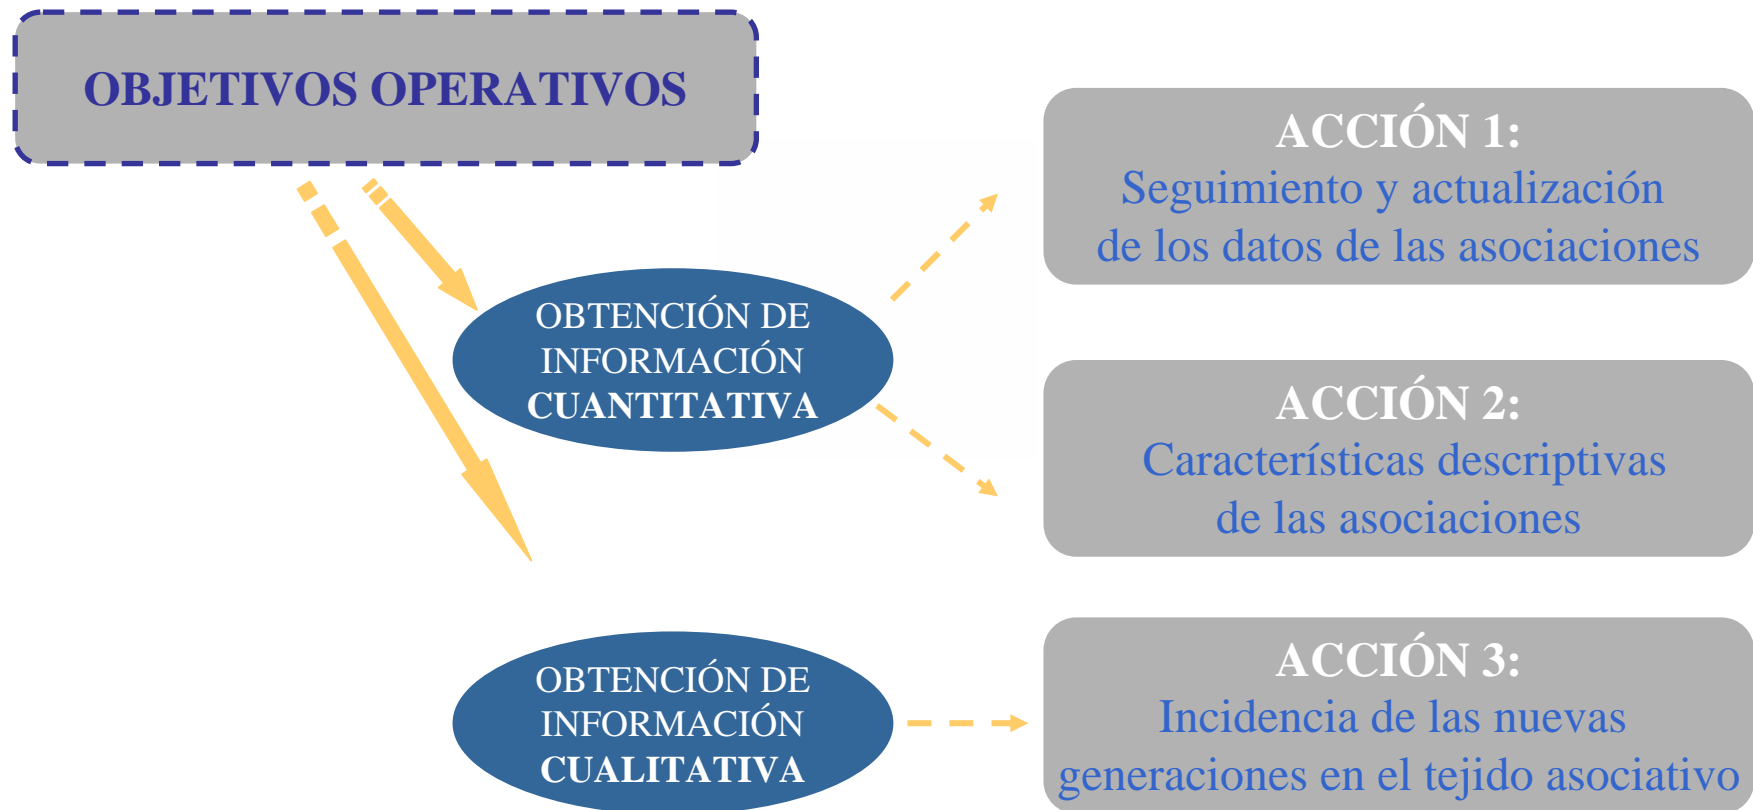 OBJETIVOS OPERATIVOS
OBTENCIÓN DE
INFORMACIÓN
CUANTITATIVA
ACCIÓN 1:
Seguimiento y actualización
de los datos de las asociaciones
ACCIÓN 2:
Características descriptivas
de las asociaciones
OBTENCIÓN DE
INFORMACIÓN
CUALITATIVA
ACCIÓN 3:
Incidencia de las nuevas
generaciones en el tejido asociativo